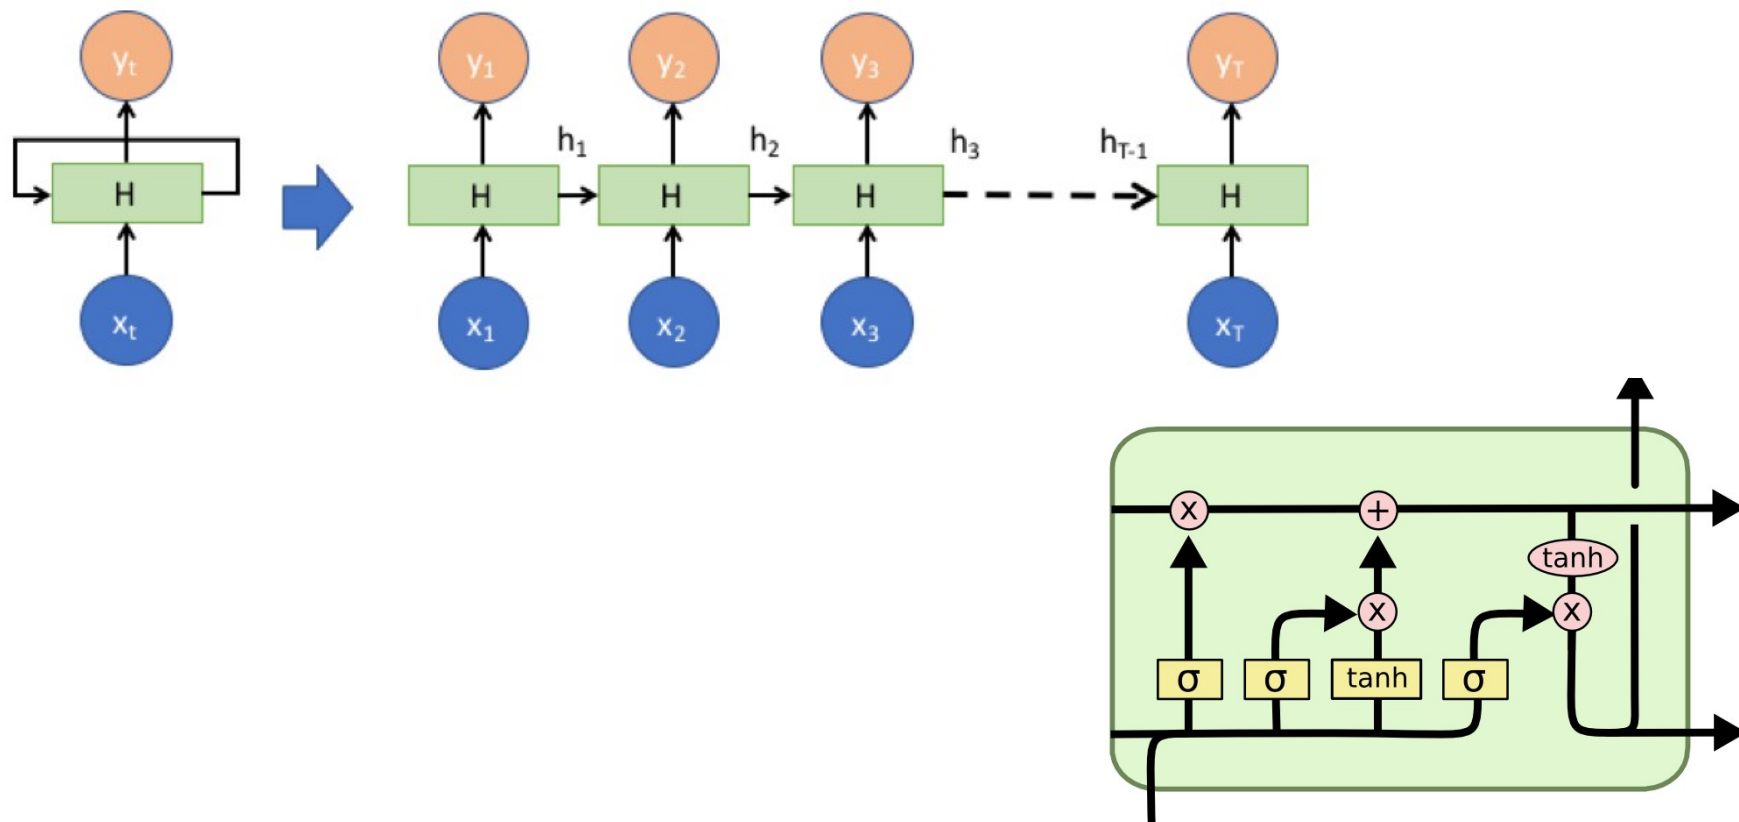 yt y1 y2 y3 yT
h1 h2 h3 hT-1
H H H H H
xt x1 x2 x3 xT
x +
tanh
x x
σ σ tanh σ